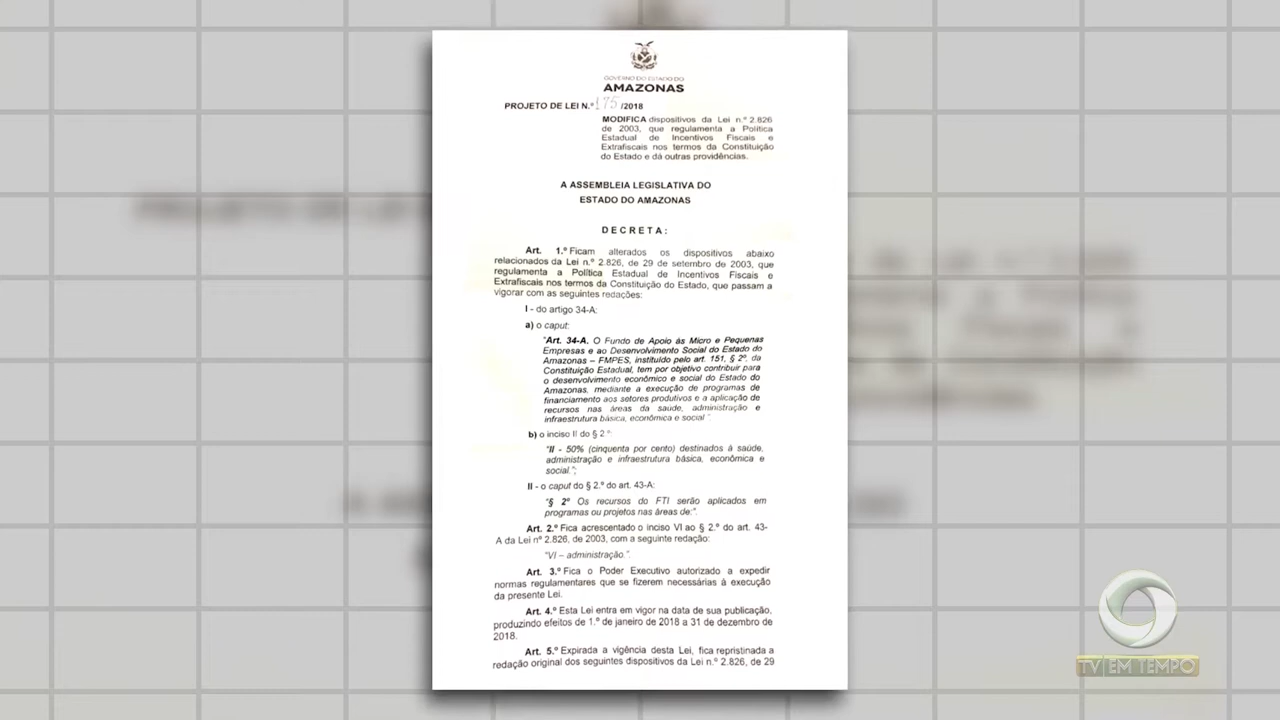 GOVERNO DO ESTADO DO
AMAZONAS
PROJETO DE LEI N.º 175 /2018
MODIFICA dispositivos da Lei n.º 2.826
de 2003, que regulamenta a Política
Estadual de Incentivos Fiscais e
Extrafiscais nos termos da Constituição
do Estado e dá outras providências.
A ASSEMBLEIA LEGISLATIVA DO
ESTADO DO AMAZONAS
DECRETA:
Art. 1.º Ficam alterados os dispositivos abaixo
relacionados da Lei n.º 2.826, de 29 de setembro de 2003, que
regulamenta a Política Estadual de Incentivos Fiscais e
Extrafiscais nos termos da Constituição do Estado, que passam a
vigorar com as seguintes redações:
I - do artigo 34-A:
a) o caput:
"Art. 34-A. O Fundo de Apoio às Micro e Pequenas
Empresas e ao Desenvolvimento Social do Estado do
Amazonas – FMPES, instituído pelo art. 151, § 2º. da
Constituição Estadual, tem por objetivo contribuir para
o desenvolvimento econômico e social do Estado do
Amazonas, mediante a execução de programas de
financiamento aos setores produtivos e a aplicação de
recursos nas áreas da saúde, administração e
infraestrutura básica, econômica e social.".
b) o inciso II do § 2.º:
"II - 50% (cinquenta por cento) destinados à saúde,
administração e infraestrutura básica, econômica e
social.";
II - o caput do § 2.º do art. 43-A:
"§ 2º Os recursos do FTI serão aplicados em
programas ou projetos nas áreas de:".
Art. 2.º Fica acrescentado o inciso VI ao § 2.º do art. 43-
A da Lei nº 2.826, de 2003, com a seguinte redação:
"VI – administração.".
Art. 3.º Fica o Poder Executivo autorizado a expedir
normas regulamentares que se fizerem necessárias à execução
da presente Lei.
Art. 4.º Esta Lei entra em vigor na data de sua publicação,
produzindo efeitos de 1.º de janeiro de 2018 a 31 de dezembro de
2018.
Art. 5.º Expirada a vigência desta Lei, fica repristinada a
redação original dos seguintes dispositivos da Lei n.º 2.826, de 29
TV EM TEMPO